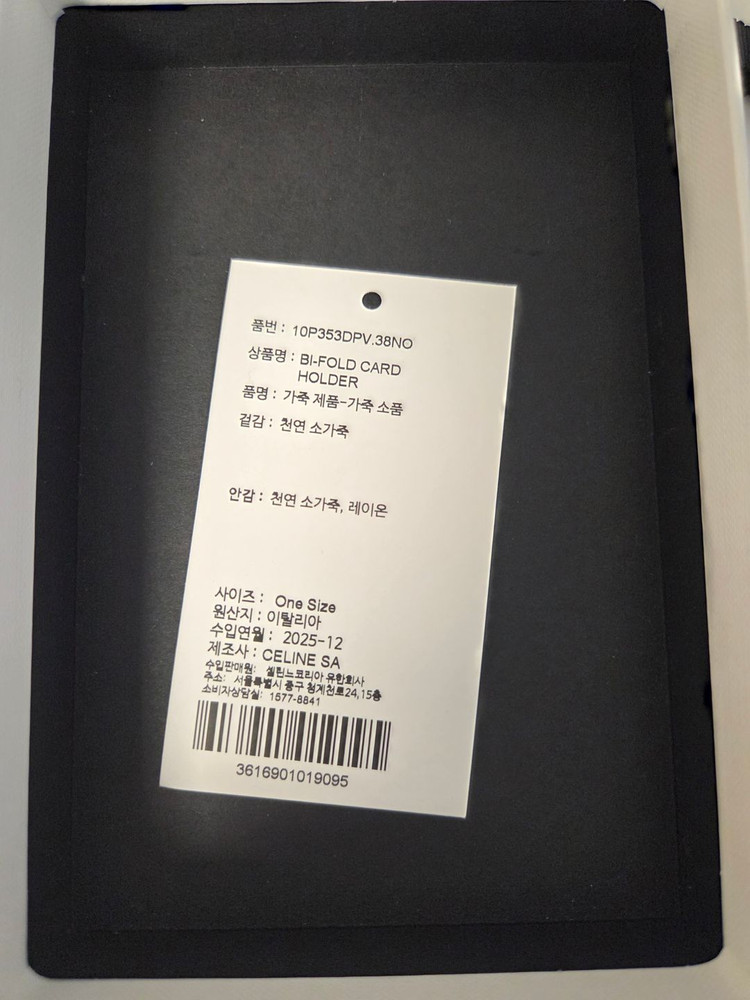 품번 : 10P353DPV.38NO
상품명 : BI-FOLD CARD
HOLDER
품명 : 가죽 제품-가죽 소품
겉감 : 천연 소가죽
안감 : 천연 소가죽, 레이온
사이즈 : One Size
원산지 : 이탈리아
수입연월 : 2025-12
제조사 : CELINE SA
수입판매원: 셀린느코리아 유한회사
주소: 서울특별시 중구 청계천로24,15층
소비자상담실: 1577-8841
3616901019095